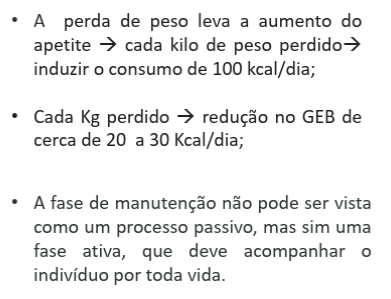 • A perda de peso leva a aumento do
apetite → cada kilo de peso perdido→
induzir o consumo de 100 kcal/dia;
• Cada Kg perdido → redução no GEB de
cerca de 20 a 30 Kcal/dia;
• A fase de manutenção não pode ser vista
como um processo passivo, mas sim uma
fase ativa, que deve acompanhar o
indivíduo por toda vida.